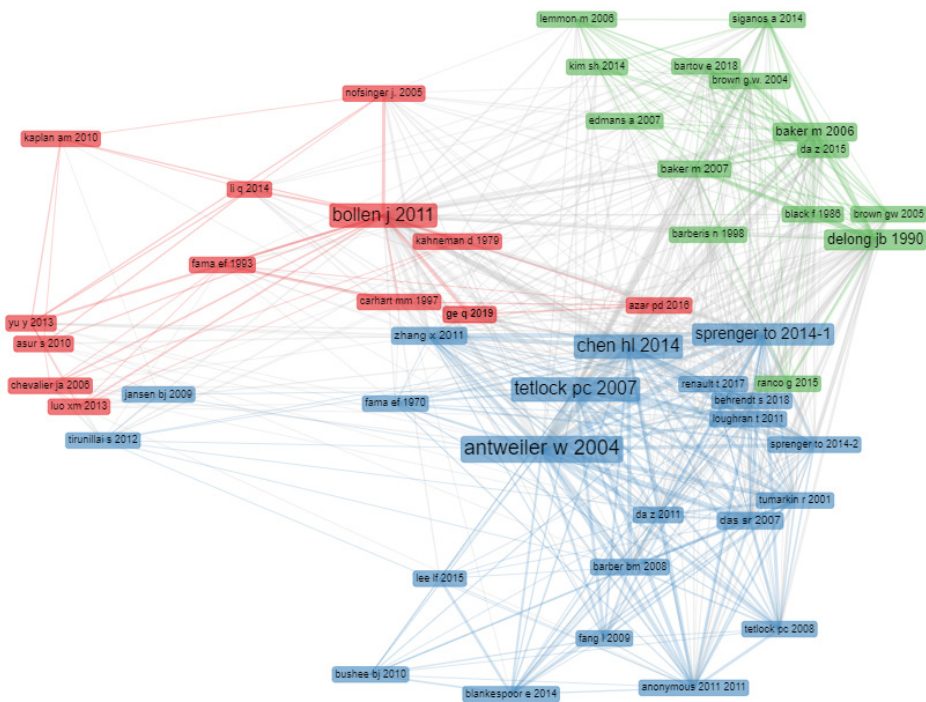 lemmon m 2006
siganos a 2014
kim sh 2014
bartov e 2018
brown g.w. 2004
nofsinger j. 2005
edmans a 2007
baker m 2006
kaplan am 2010
da z 2015
baker m 2007
li q 2014
bollen j 2011
black f 1986
brown gw 2005
barberis n 1998
kahneman d 1979
delong jb 1990
fama ef 1993
carhart mm 1997
azar pd 2016
ge q 2019
yu y 2013
zhang x 2011
sprenger to 2014-1
asur s 2010
chen hl 2014
chevalier ja 2006
jansen bj 2009
tetlock pc 2007
renault t 2017
ranco g 2015
luo xm 2013
fama ef 1970
behrendt s 2018
loughran t 2011
tirunillai s 2012
antweiler w 2004
sprenger to 2014-2
tumarkin r 2001
da z 2011
das sr 2007
barber bm 2008
lee lf 2015
tetlock pc 2008
fang l 2009
bushee bj 2010
blankespoor e 2014
anonymous 2011 2011